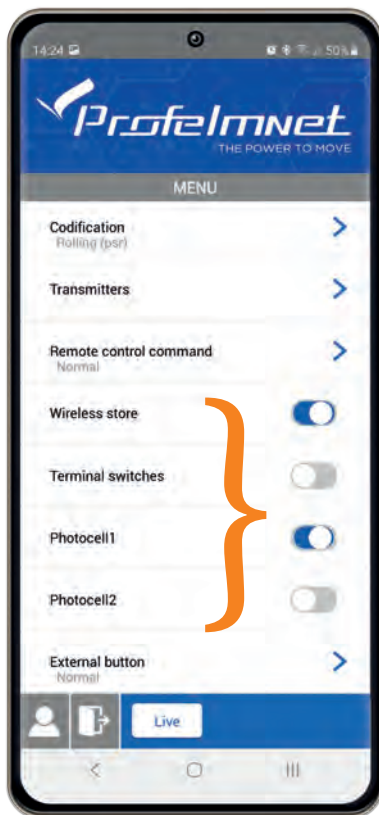 14:24
50%
Profelmnet
THE POWER TO MOVE
MENU
Codification
Rolling (psr)
Transmitters
Remote control command
Normal
Wireless store
Terminal switches
Photocell1
Photocell2
External button
Normal
Live